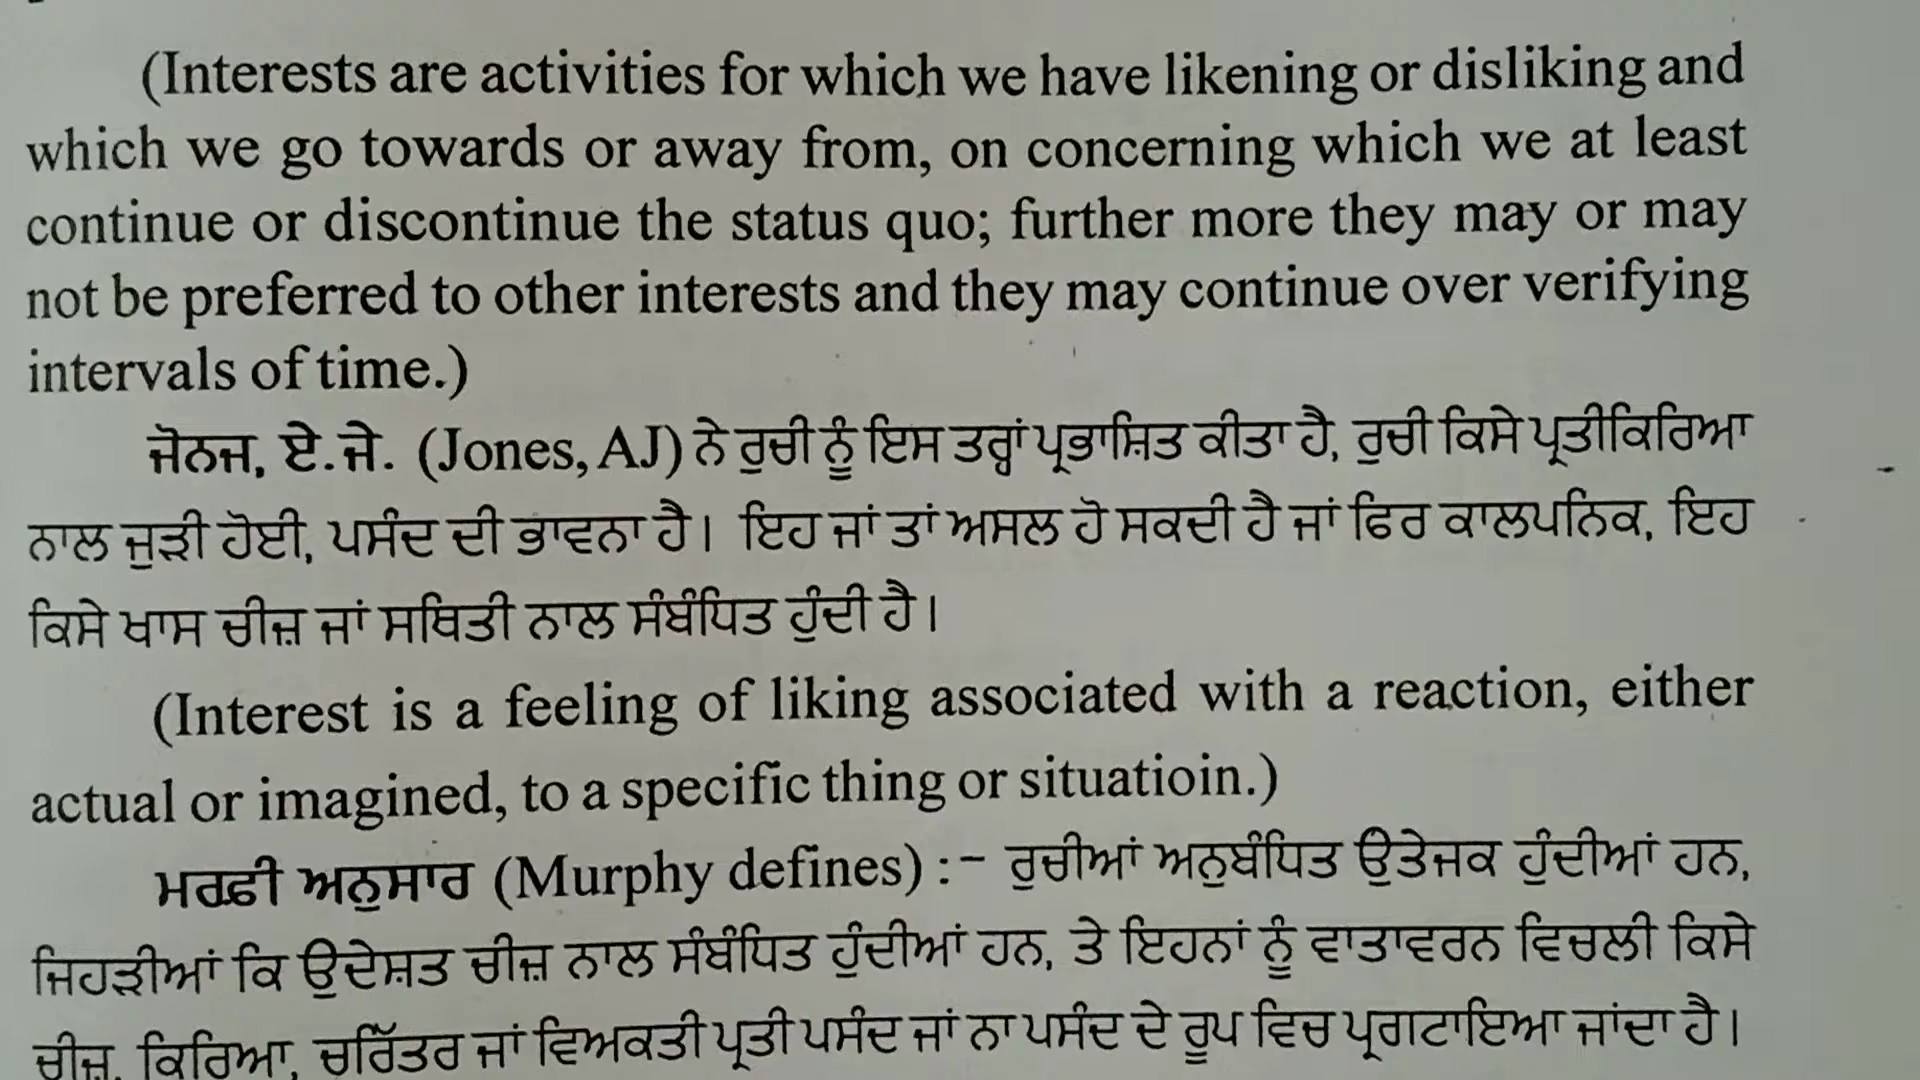 (Interests are activities for which we have likening or disliking and
which we go towards or away from, on concerning which we at least
continue or discontinue the status quo; further more they may or may
not be preferred to other interests and they may continue over verifying
intervals of time.)
ਜੋਨਜ, ਏ.ਜੇ. (Jones, AJ) ਨੇ ਰੁਚੀ ਨੂੰ ਇਸ ਤਰ੍ਹਾਂ ਪ੍ਰਭਾਸ਼ਿਤ ਕੀਤਾ ਹੈ, ਰੁਚੀ ਕਿਸੇ ਪ੍ਰਤੀਕਿਰਿਆ
ਨਾਲ ਜੁੜੀ ਹੋਈ, ਪਸੰਦ ਦੀ ਭਾਵਨਾ ਹੈ। ਇਹ ਜਾਂ ਤਾਂ ਅਸਲ ਹੋ ਸਕਦੀ ਹੈ ਜਾਂ ਫਿਰ ਕਾਲਪਨਿਕ, ਇਹ
ਕਿਸੇ ਖਾਸ ਚੀਜ਼ ਜਾਂ ਸਥਿਤੀ ਨਾਲ ਸੰਬੰਧਿਤ ਹੁੰਦੀ ਹੈ।
(Interest is a feeling of liking associated with a reaction, either
actual or imagined, to a specific thing or situatioin.)
ਮਰਫੀ ਅਨੁਸਾਰ (Murphy defines) :- ਰੁਚੀਆਂ ਅਨੁਬੰਧਿਤ ਉਤੇਜਕ ਹੁੰਦੀਆਂ ਹਨ,
ਜਿਹੜੀਆਂ ਕਿ ਉਦੇਸ਼ਤ ਚੀਜ਼ ਨਾਲ ਸੰਬੰਧਿਤ ਹੁੰਦੀਆਂ ਹਨ, ਤੇ ਇਹਨਾਂ ਨੂੰ ਵਾਤਾਵਰਨ ਵਿਚਲੀ ਕਿਸੇ
ਚੀਜ਼, ਕਿਰਿਆ, ਚਰਿੱਤਰ ਜਾਂ ਵਿਅਕਤੀ ਪ੍ਰਤੀ ਪਸੰਦ ਜਾਂ ਨਾ ਪਸੰਦ ਦੇ ਰੂਪ ਵਿਚ ਪ੍ਰਗਟਾਇਆ ਜਾਂਦਾ ਹੈ।